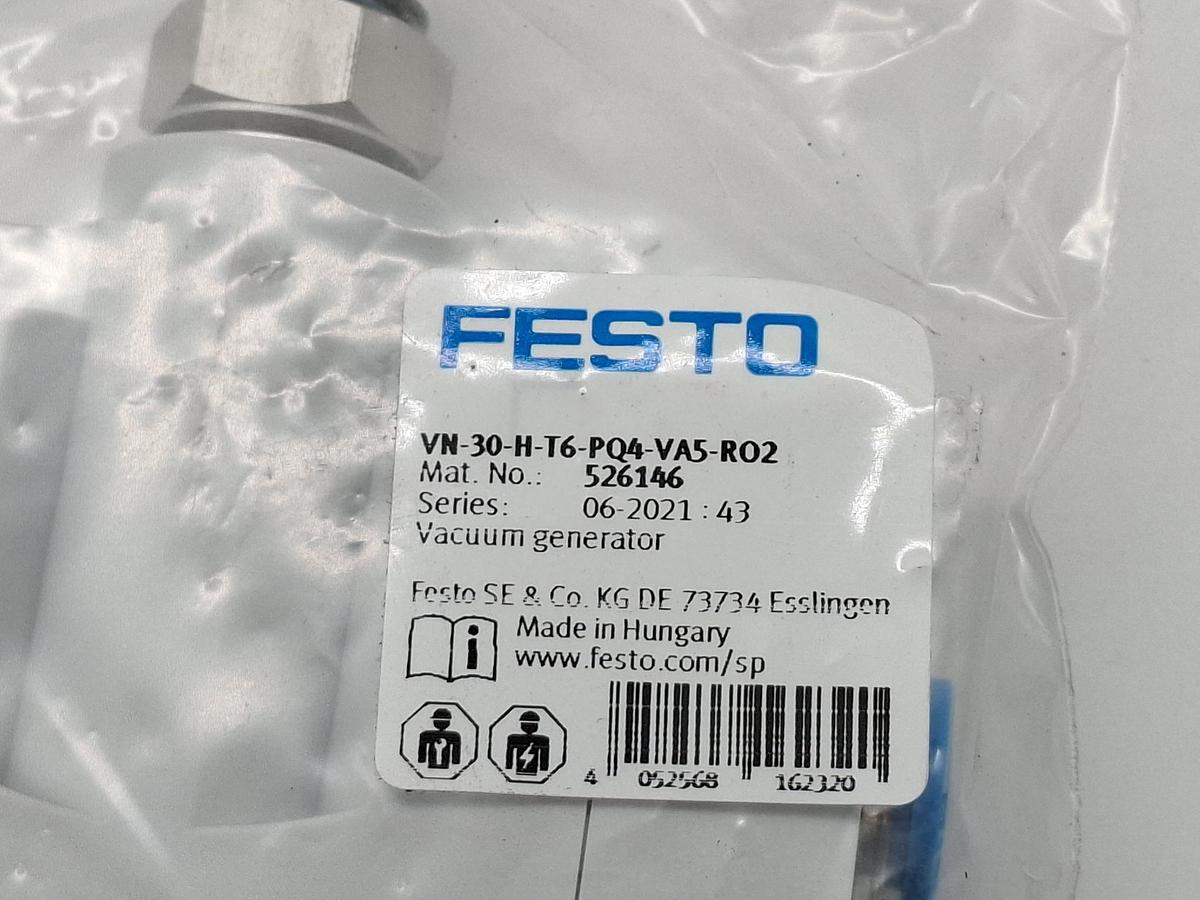 FESTO
VN-30-H-T6-PQ4-VA5-RO2
Mat. No.: 526146
Series: 06-2021 : 43
Vacuum generator
Festo SE & Co. KG DE 73734 Esslingen
Made in Hungary
www.festo.com/sp
4 052568 162320